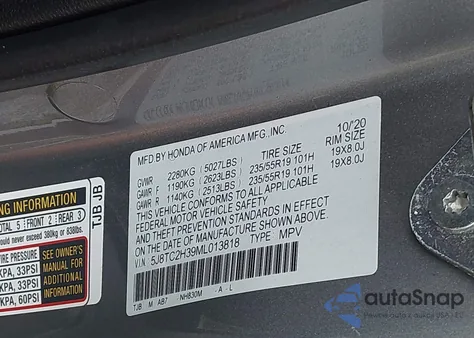 MFD BY HONDA OF AMERICA MFG.,INC. 10/'20
GVWR 2280KG (5027LBS) TIRE SIZE RIM SIZE
GAWR F 1190KG (2623LBS) 235/55R19 101H 19X8.0J
GAWR R 1140KG (2513LBS) 235/55R19 101H 19X8.0J
THIS VEHICLE CONFORMS TO ALL APPLICABLE
FEDERAL MOTOR VEHICLE SAFETY
AND THEFT PREVENTION STANDARDS IN EFFECT
ON THE DATE OF MANUFACTURE SHOWN ABOVE.
V.I.N.: 5J8TC2H39ML013818 TYPE: MPV
TJB M AB7 NH830M - A - L
NG INFORMATION
TOTAL 5 FRONT 2 REAR 3
ould never exceed 380kg or 838lbs.
KPA, 33PSI
KPA, 33PSI
KPA, 60PSI
SEE OWNER'S
MANUAL FOR
ADDITIONAL
INFORMATION
TJB JB
autoSnap